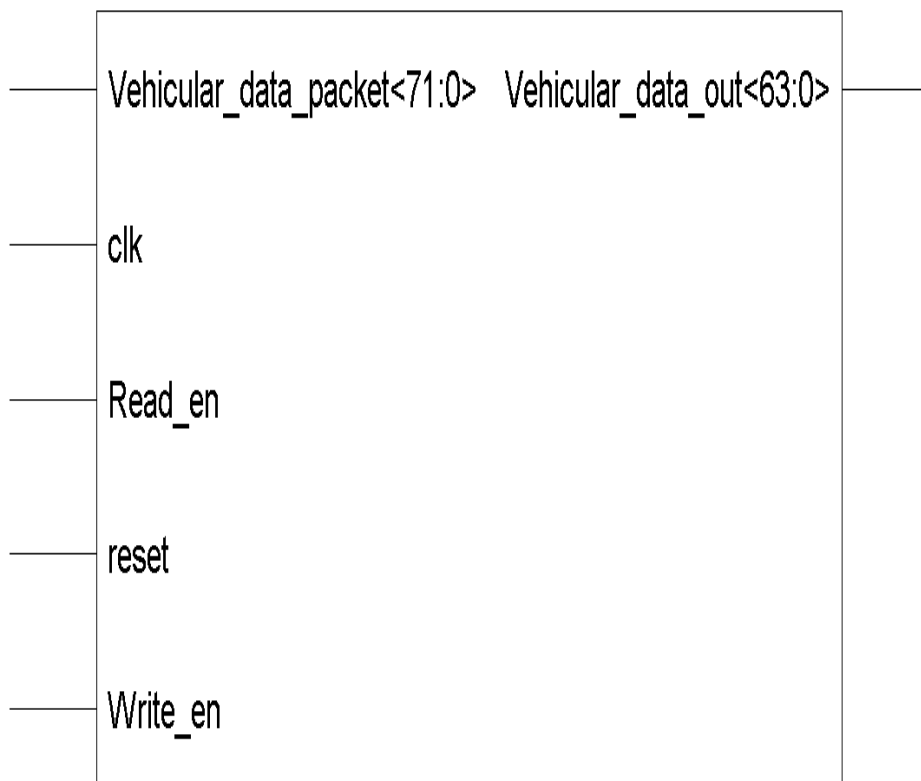 Vehicular_data_packet<71:0> Vehicular_data_out<63:0>
clk
Read_en
reset
Write_en